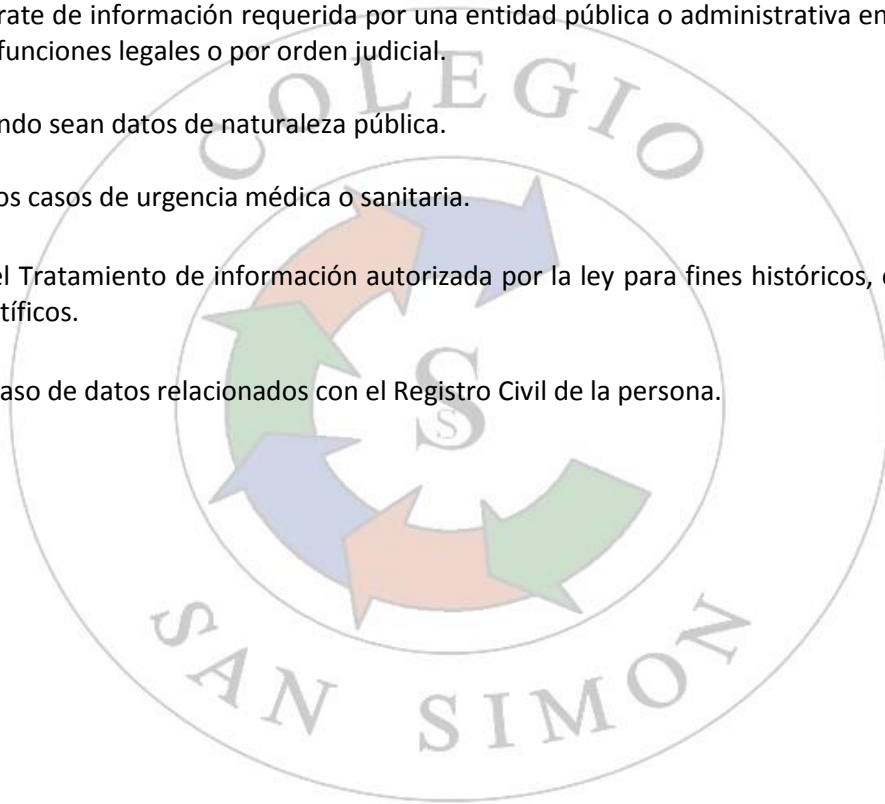 rate de información requerida por una entidad pública o administrativa en
funciones legales o por orden judicial.
ndo sean datos de naturaleza pública.
os casos de urgencia médica o sanitaria.
el Tratamiento de información autorizada por la ley para fines históricos,
tíficos.
aso de datos relacionados con el Registro Civil de la persona.
COLEGIO
S
S
SAN SIMON